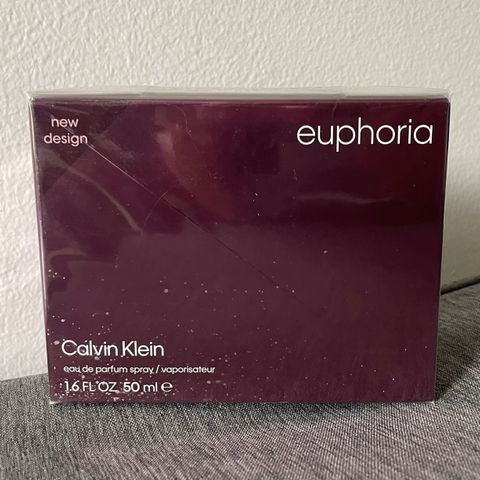 new
design
euphoria
Calvin Klein
eau de parfum spray / vaporisateur
1.6 FL OZ. 50 ml ℮